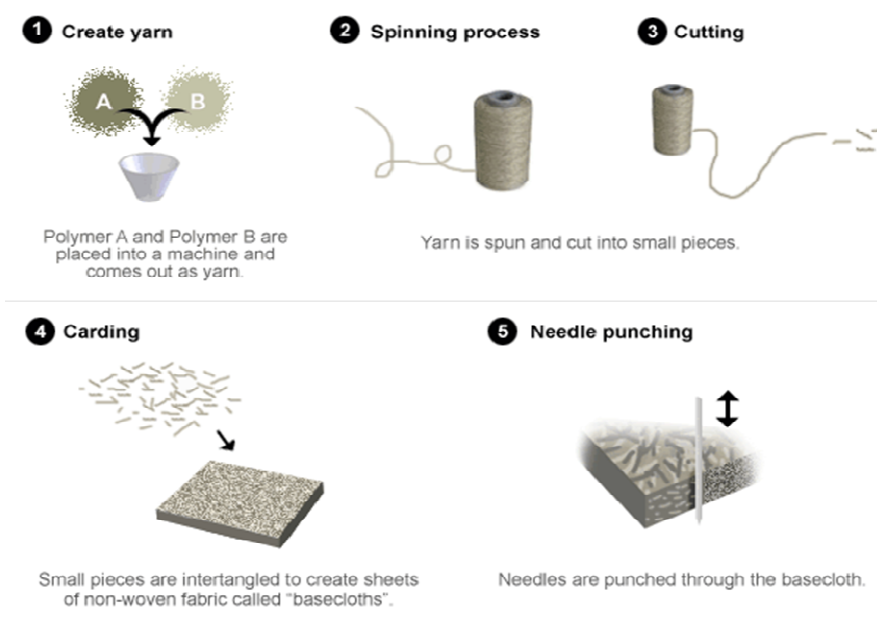 1 Create yarn
2 Spinning process
3 Cutting
A B
Polymer A and Polymer B are
placed into a machine and
comes out as yarn.
Yarn is spun and cut into small pieces.
4 Carding
5 Needle punching
Small pieces are intertangled to create sheets
of non-woven fabric called “basecloths”.
Needles are punched through the basecloth.